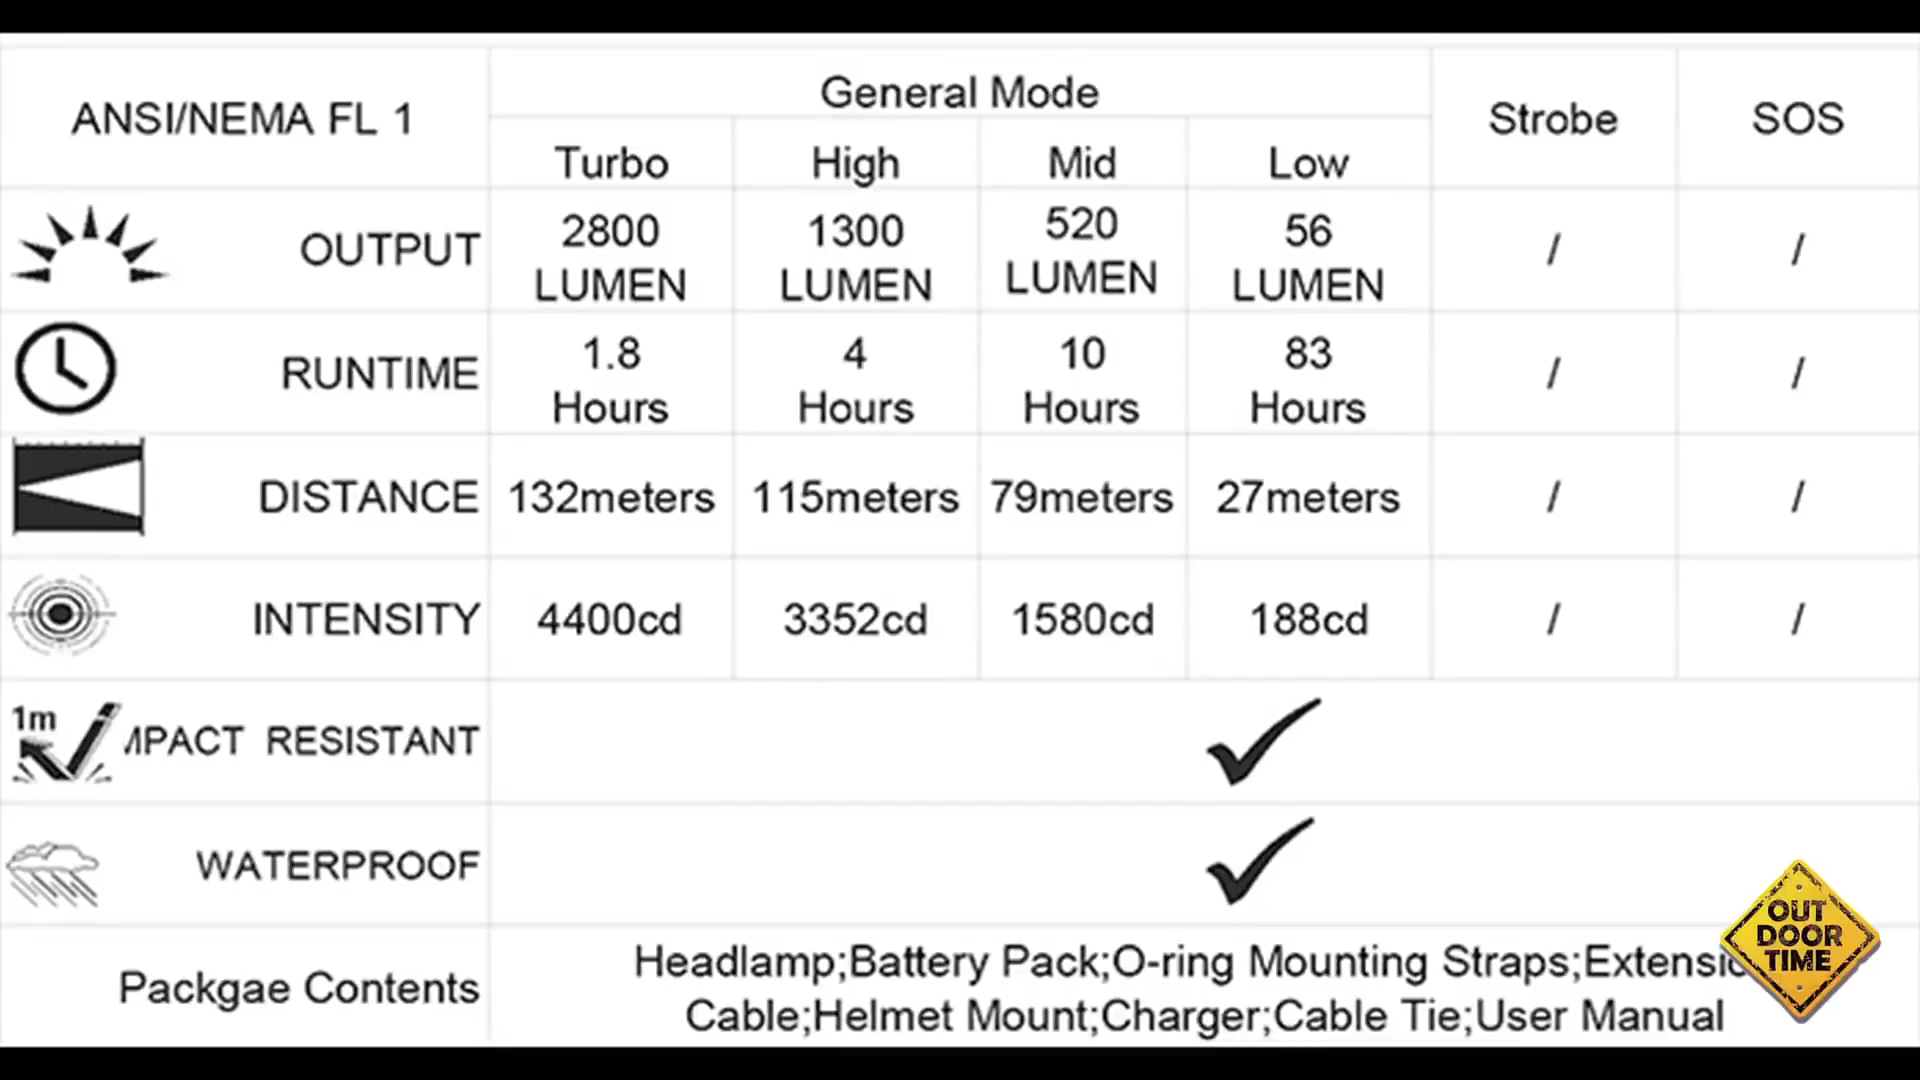 ANSI/NEMA FL 1
General Mode
Strobe
SOS
Turbo
High
Mid
Low
OUTPUT
2800
LUMEN
1300
LUMEN
520
LUMEN
56
LUMEN
/
/
RUNTIME
1.8
Hours
4
Hours
10
Hours
83
Hours
/
/
DISTANCE
132meters
115meters
79meters
27meters
/
/
INTENSITY
4400cd
3352cd
1580cd
188cd
/
/
1m
MPACT RESISTANT
WATERPROOF
Packgae Contents
Headlamp;Battery Pack;O-ring Mounting Straps;Extensio
Cable;Helmet Mount;Charger;Cable Tie;User Manual
OUT
DOOR
TIME